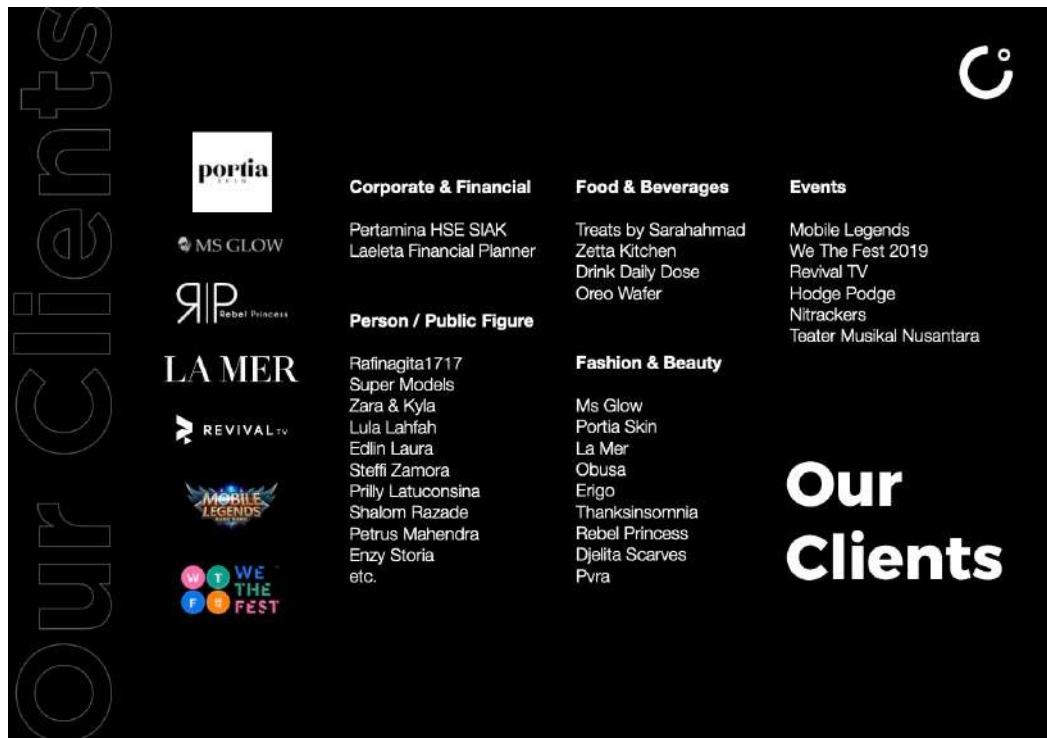 Our Clients
portia
SKIN
MS GLOW
RP
Rebel Princess
LA MER
REVIVAL TV
MOBILE
LEGENDS
BANG BANG
WT
WE
THE
FEST
Corporate & Financial
Pertamina HSE SIAK
Laeleta Financial Planner
Person / Public Figure
Rafinagita1717
Super Models
Zara & Kyla
Lula Lahfah
Edlin Laura
Steffi Zamora
Prilly Latuconsina
Shalom Razade
Petrus Mahendra
Enzy Storia
etc.
Food & Beverages
Treats by Sarahahmad
Zetta Kitchen
Drink Daily Dose
Oreo Wafer
Fashion & Beauty
Ms Glow
Portia Skin
La Mer
Obusa
Erigo
Thanksinsomnia
Rebel Princess
Djelita Scarves
Pvra
Events
Mobile Legends
We The Fest 2019
Revival TV
Hodge Podge
Nitrackers
Teater Musikal Nusantara
Our
Clients